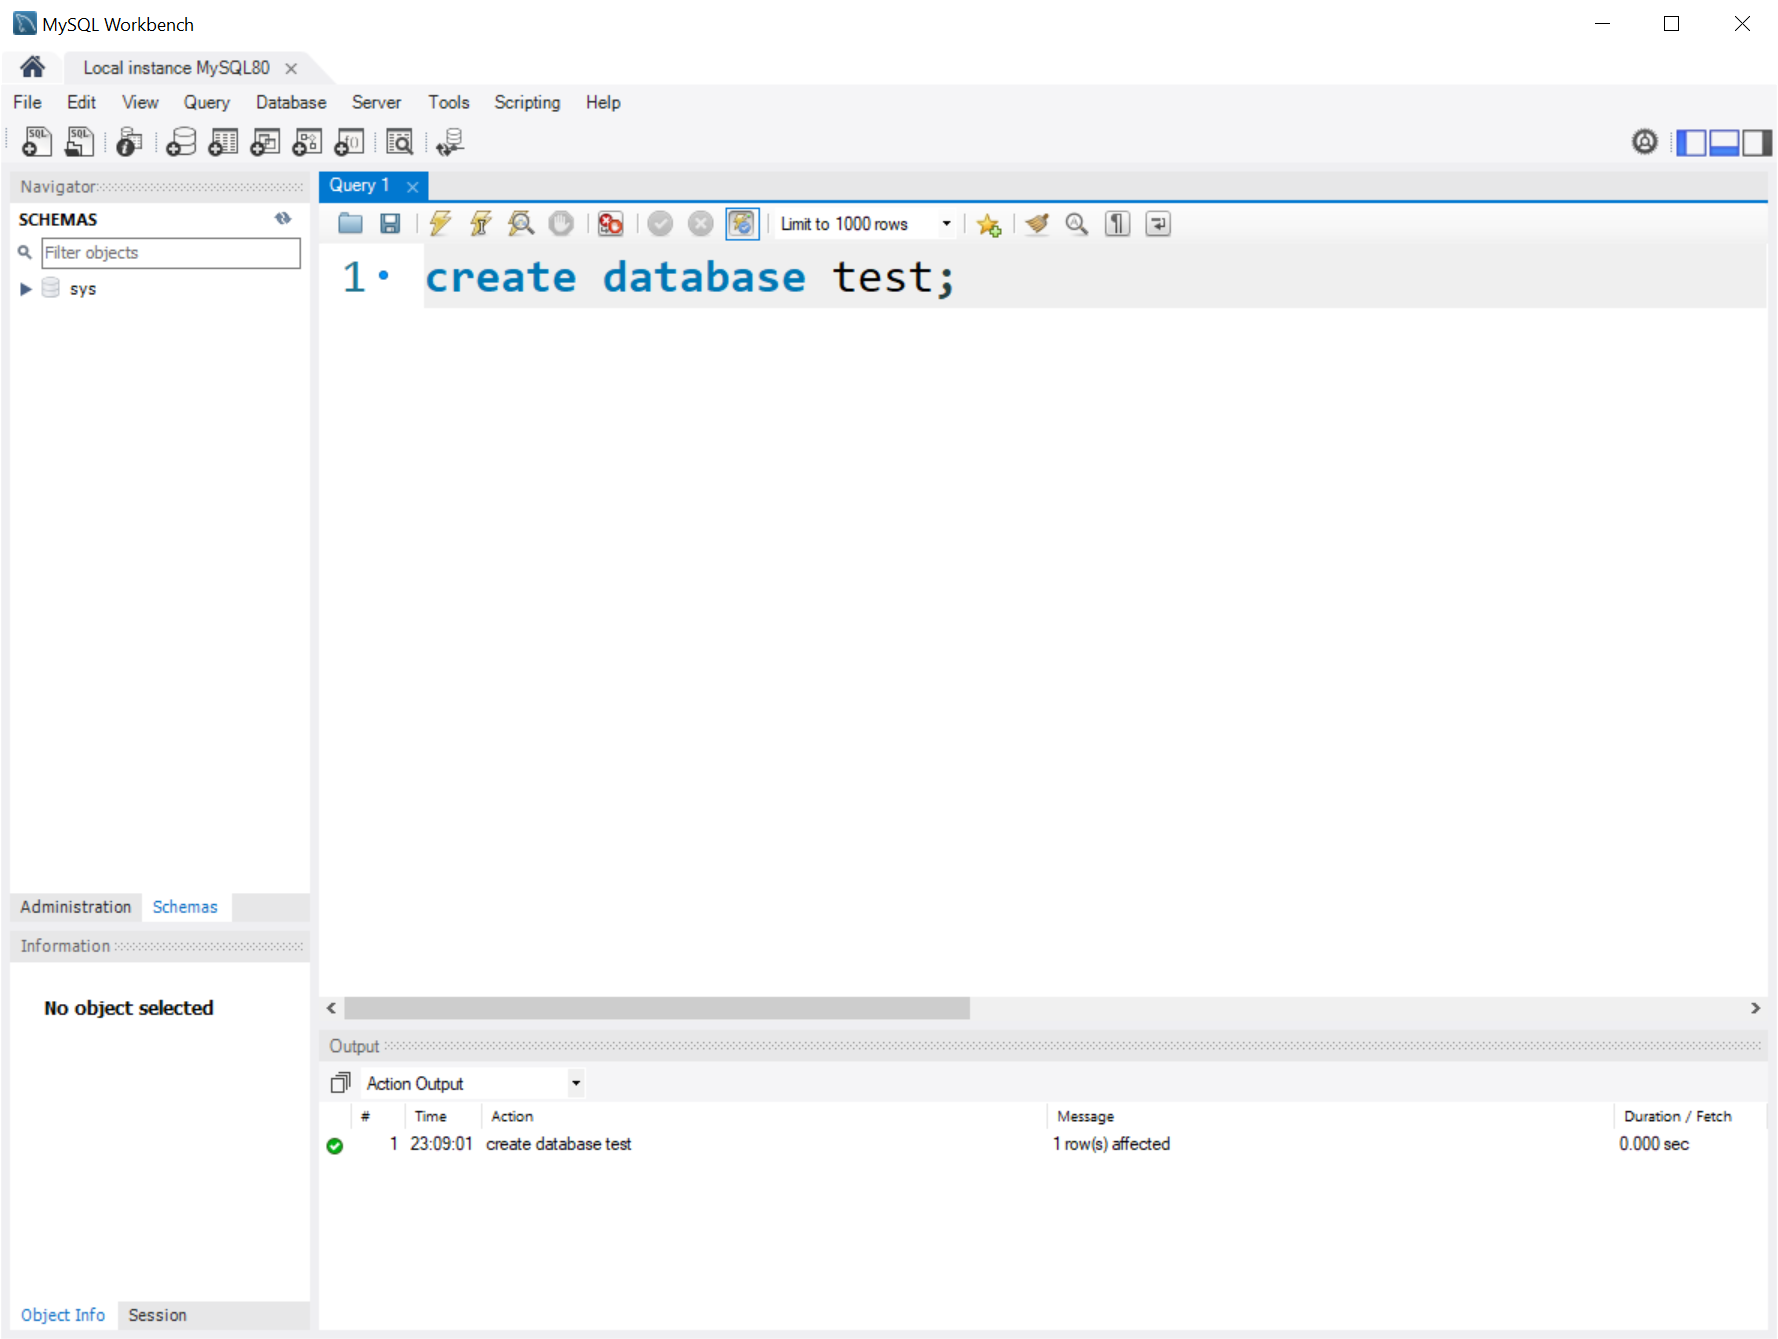 MySQL Workbench
Local instance MySQL80
File Edit View Query Database Server Tools Scripting Help
Navigator
SCHEMAS
Filter objects
sys
Administration Schemas
Information
No object selected
Object Info Session
Query 1
Limit to 1000 rows
1 create database test;
Output
Action Output
# Time Action Message Duration / Fetch
1 23:09:01 create database test 1 row(s) affected 0.000 sec